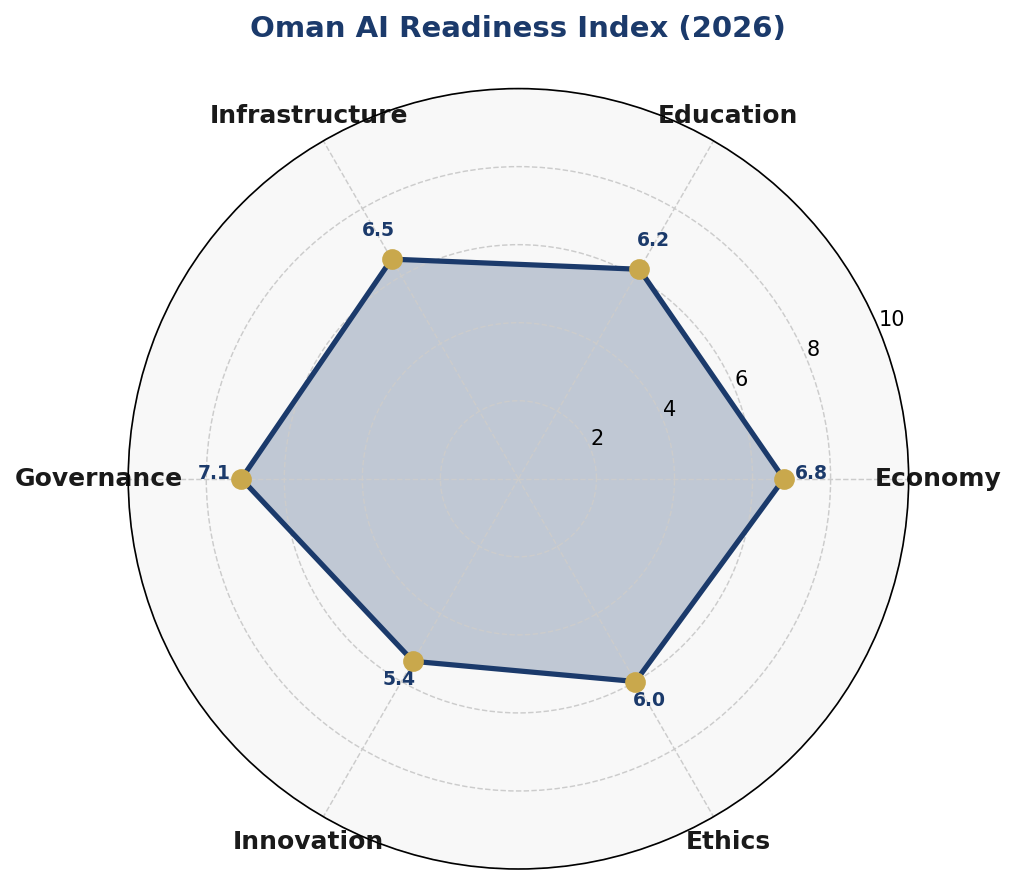 Oman AI Readiness Index (2026)
Infrastructure
Education
6.5
6.2
10
8
6
4
2
Governance
7.1
6.8
Economy
5.4
6.0
Innovation
Ethics